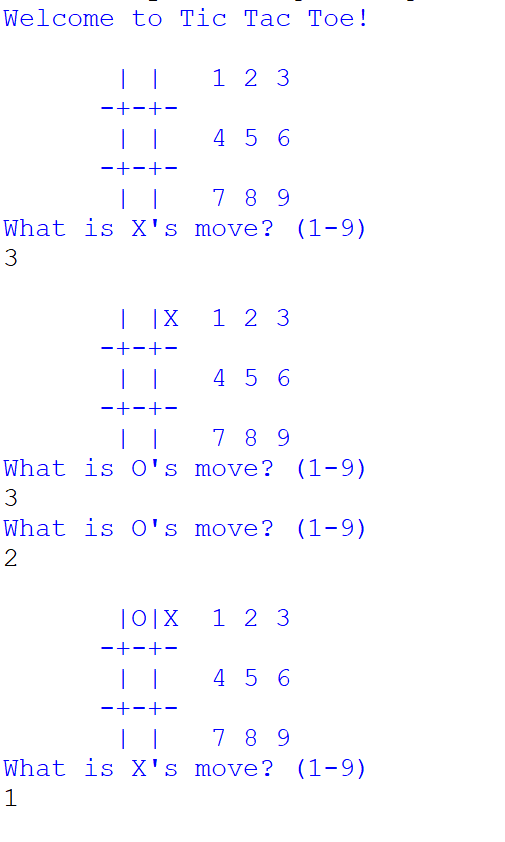 Welcome to Tic Tac Toe!
| |   1 2 3
-+-+-
| |   4 5 6
-+-+-
| |   7 8 9
What is X's move? (1-9)
3
| |X  1 2 3
-+-+-
| |   4 5 6
-+-+-
| |   7 8 9
What is O's move? (1-9)
3
What is O's move? (1-9)
2
|O|X  1 2 3
-+-+-
| |   4 5 6
-+-+-
| |   7 8 9
What is X's move? (1-9)
1